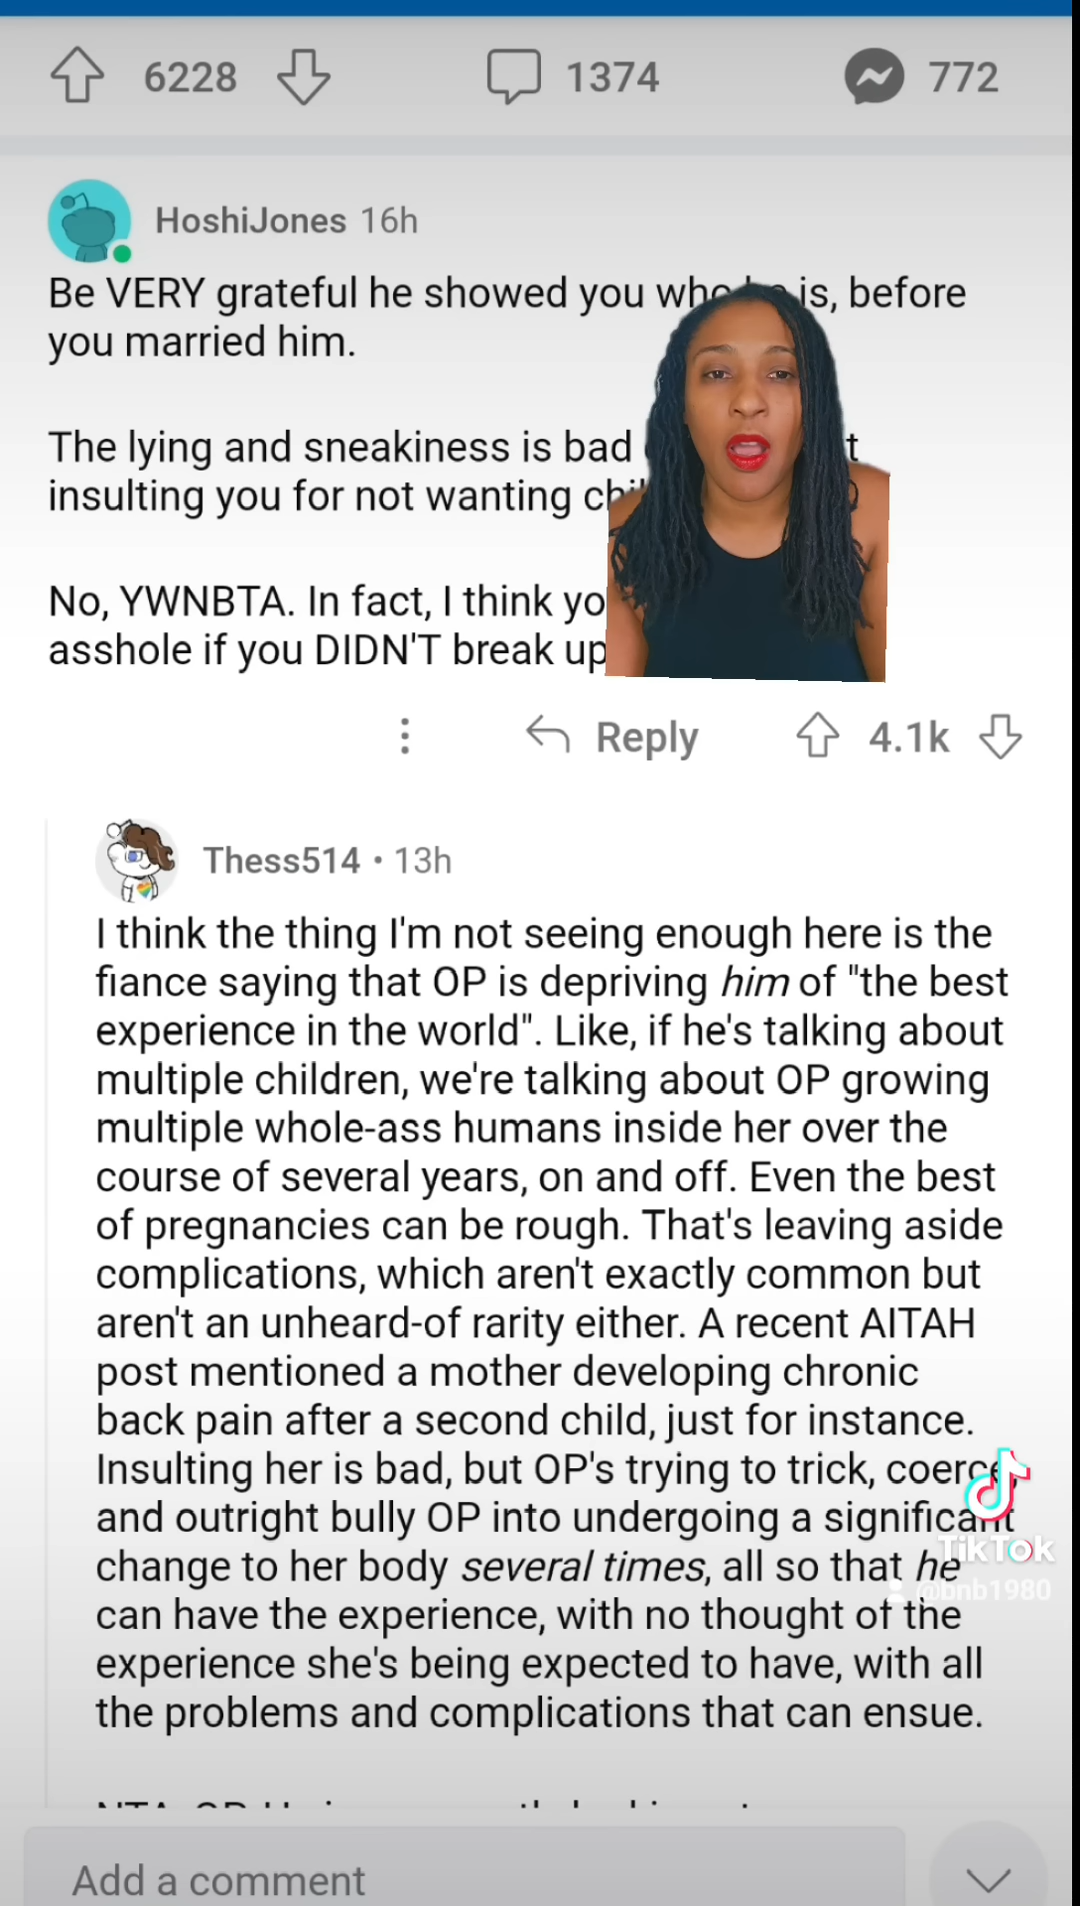 6228 1374 772
HoshiJones 16h
Be VERY grateful he showed you who is, before
you married him.
The lying and sneakiness is bad t
insulting you for not wanting
No, YWNBTA. In fact, I think
asshole if you DIDN'T break up
Reply 4.1k
Thess514 • 13h
I think the thing I'm not seeing enough here is the
fiance saying that OP is depriving him of "the best
experience in the world". Like, if he's talking about
multiple children, we're talking about OP growing
multiple whole-ass humans inside her over the
course of several years, on and off. Even the best
of pregnancies can be rough. That's leaving aside
complications, which aren't exactly common but
aren't an unheard-of rarity either. A recent AITAH
post mentioned a mother developing chronic
back pain after a second child, just for instance.
Insulting her is bad, but OP's trying to trick, coerce,
and outright bully OP into undergoing a significant
change to her body several times, all so that he
can have the experience, with no thought of the
experience she's being expected to have, with all
the problems and complications that can ensue.
TikTok
@bnb1980
Add a comment